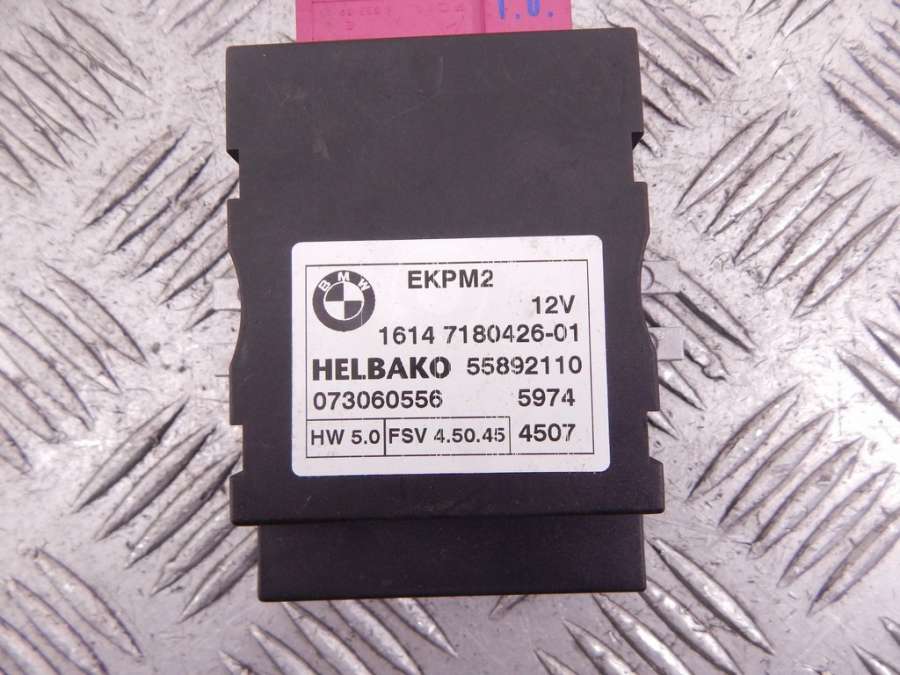 I.O.
BMW
EKPM2
12V
1614 7180426-01
HELBAKO 55892110
073060556 5974
HW 5.0 FSV 4.50.45 4507